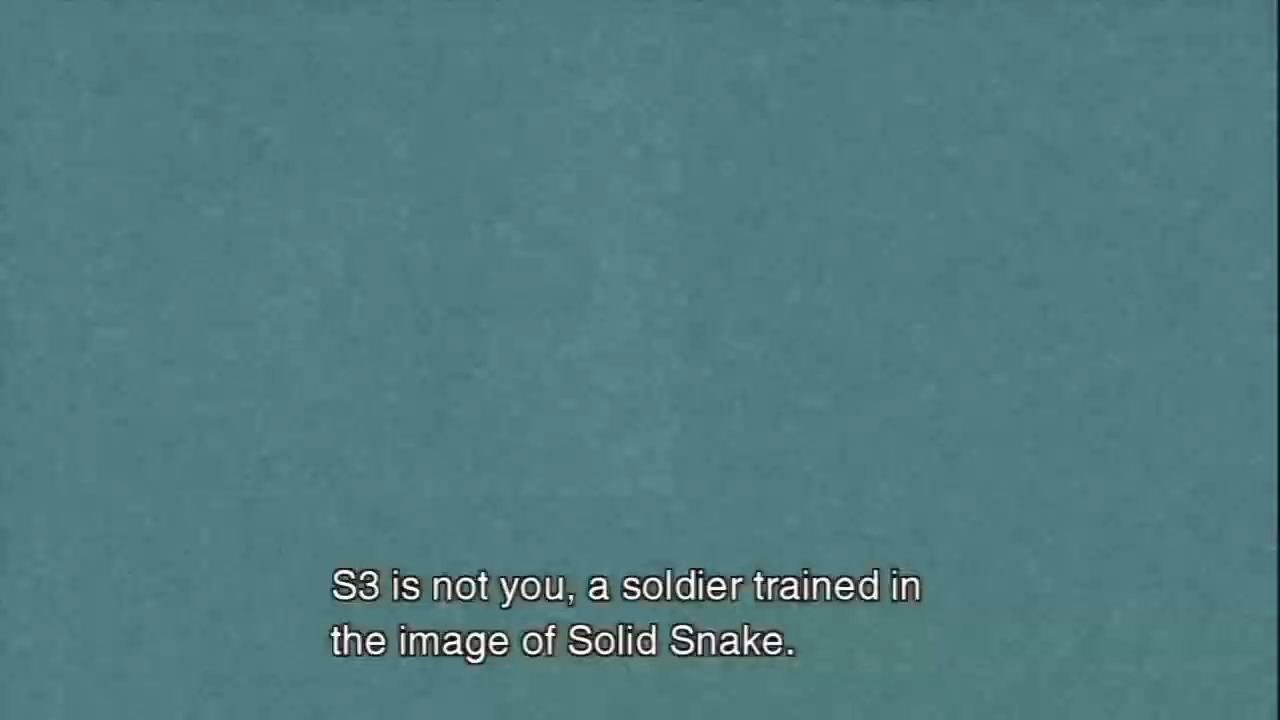 S3 is not you, a soldier trained in
the image of Solid Snake.